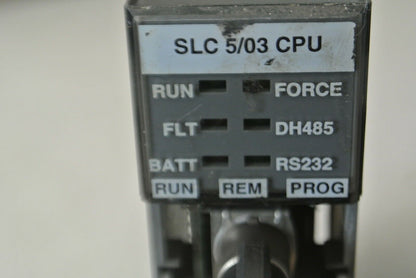 SLC 5/03 CPU
RUN FORCE
FLT DH485
BATT RS232
RUN REM PROG